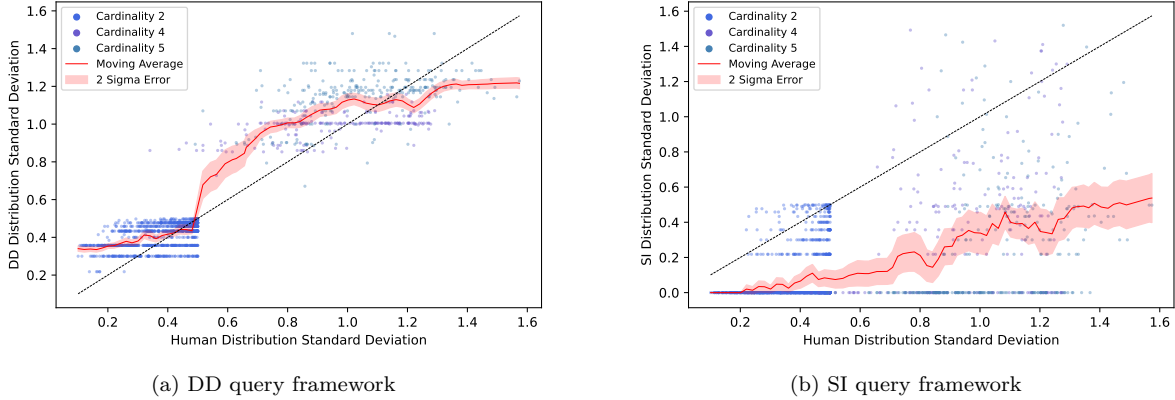 1.6
1.4
1.2
1.0
0.8
0.6
0.4
0.2
DD Distribution Standard Deviation
Cardinality 2
Cardinality 4
Cardinality 5
Moving Average
2 Sigma Error
0.2 0.4 0.6 0.8 1.0 1.2 1.4 1.6
Human Distribution Standard Deviation
(a) DD query framework
1.6
1.4
1.2
1.0
0.8
0.6
0.4
0.2
0.0
SI Distribution Standard Deviation
Cardinality 2
Cardinality 4
Cardinality 5
Moving Average
2 Sigma Error
0.2 0.4 0.6 0.8 1.0 1.2 1.4 1.6
Human Distribution Standard Deviation
(b) SI query framework